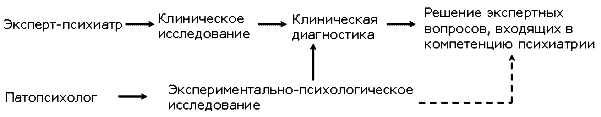 Эксперт-психиатр
Клиническое
исследование
Клиническая
диагностика
Решение экспертных
вопросов, входящих в
компетенцию психиатрии
Патопсихолог
Экспериментально-психологическое
исследование